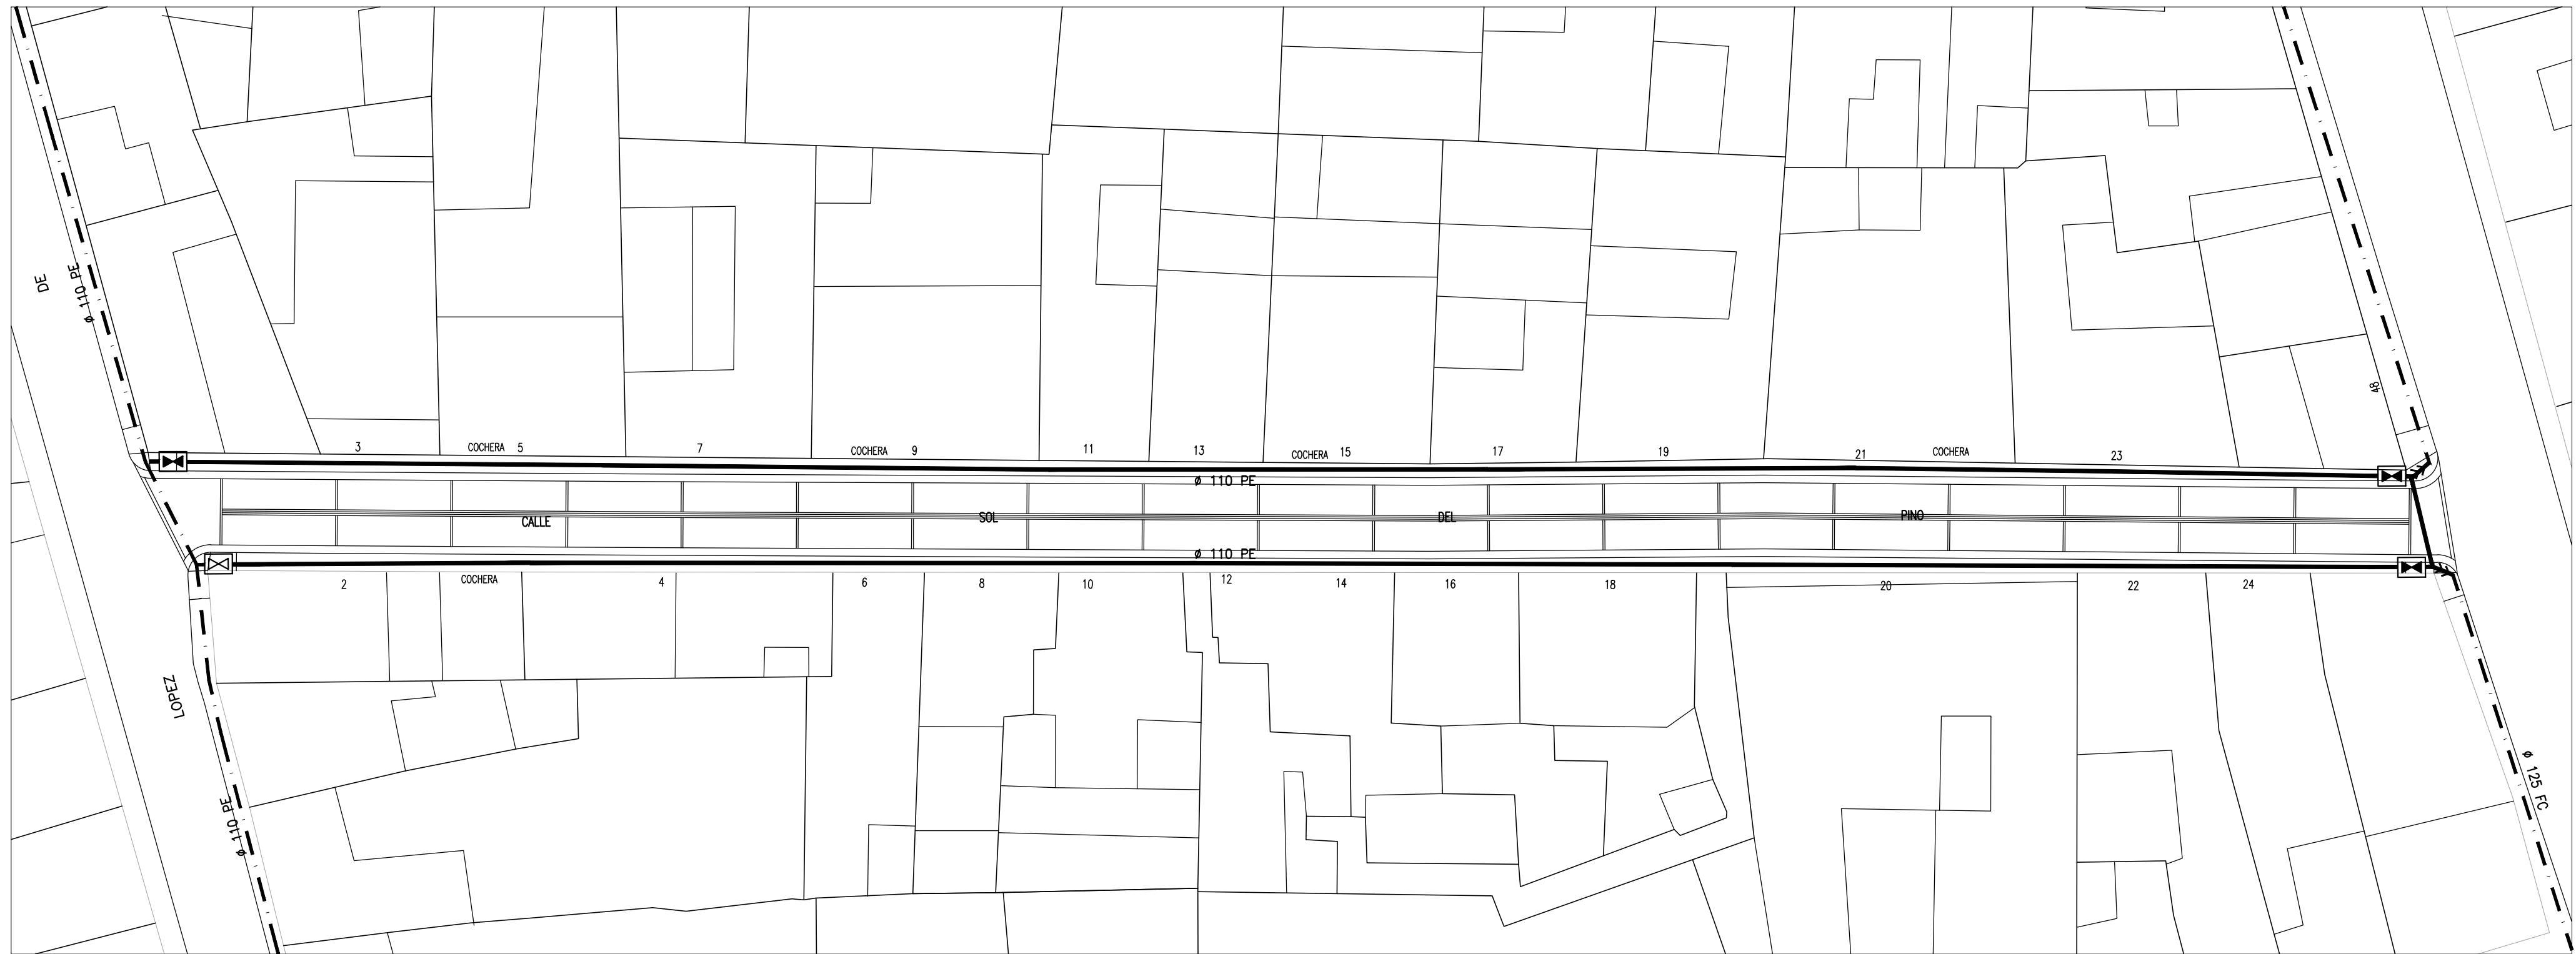 DE
ø 110 PE
48
3
COCHERA 5
7
COCHERA 9
11
13
COCHERA 15
17
19
21
COCHERA
23
ø 110 PE
CALLE SOL DEL PINO
ø 110 PE
2
COCHERA
4
6
8
10
12
14
16
18
20
22
24
LOPEZ
ø 110 PE
ø 125 FC